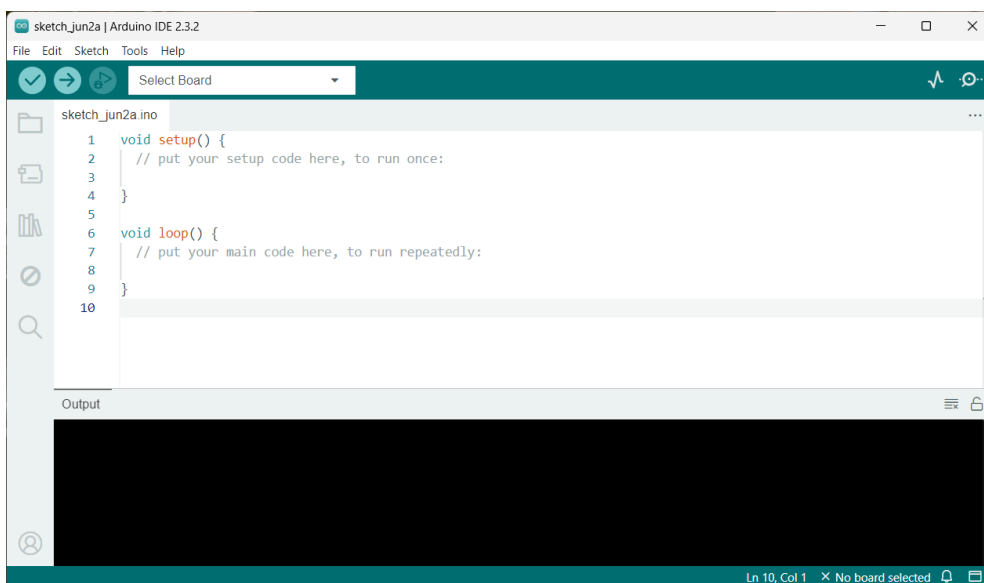 sketch_jun2a | Arduino IDE 2.3.2
File Edit Sketch Tools Help
Select Board
sketch_jun2a.ino
1 void setup() {
2 // put your setup code here, to run once:
3
4 }
5
6 void loop() {
7 // put your main code here, to run repeatedly:
8
9 }
10
Output
Ln 10, Col 1 × No board selected